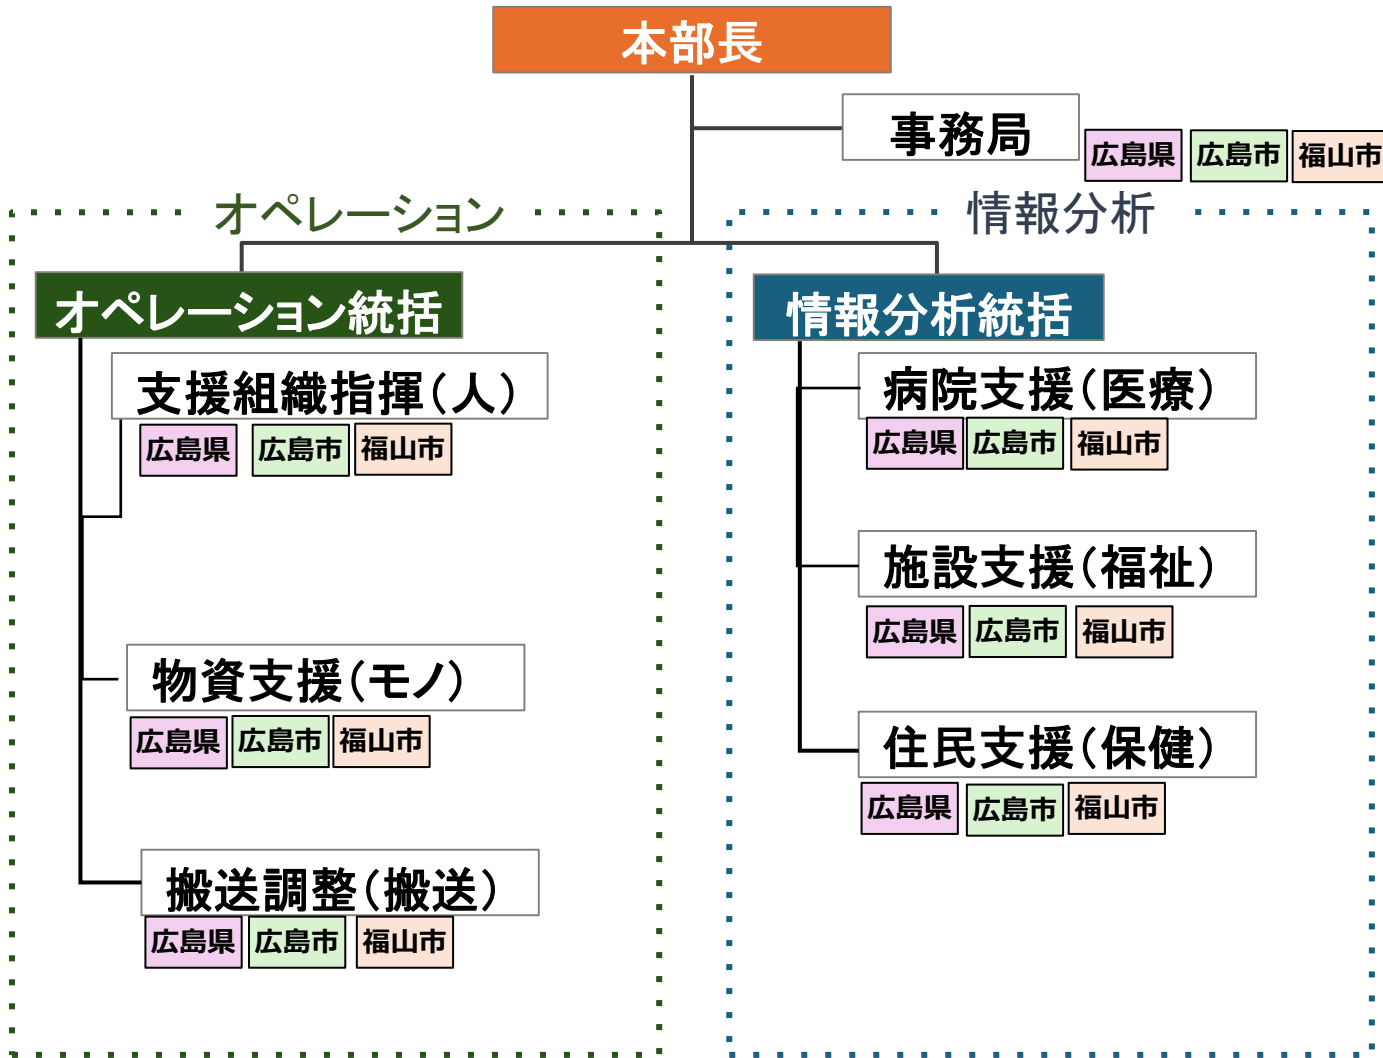 本部長
事務局
広島県 広島市 福山市
オペレーション
オペレーション統括
支援組織指揮(人)
広島県 広島市 福山市
物資支援(モノ)
広島県 広島市 福山市
搬送調整(搬送)
広島県 広島市 福山市
情報分析
情報分析統括
病院支援(医療)
広島県 広島市 福山市
施設支援(福祉)
広島県 広島市 福山市
住民支援(保健)
広島県 広島市 福山市